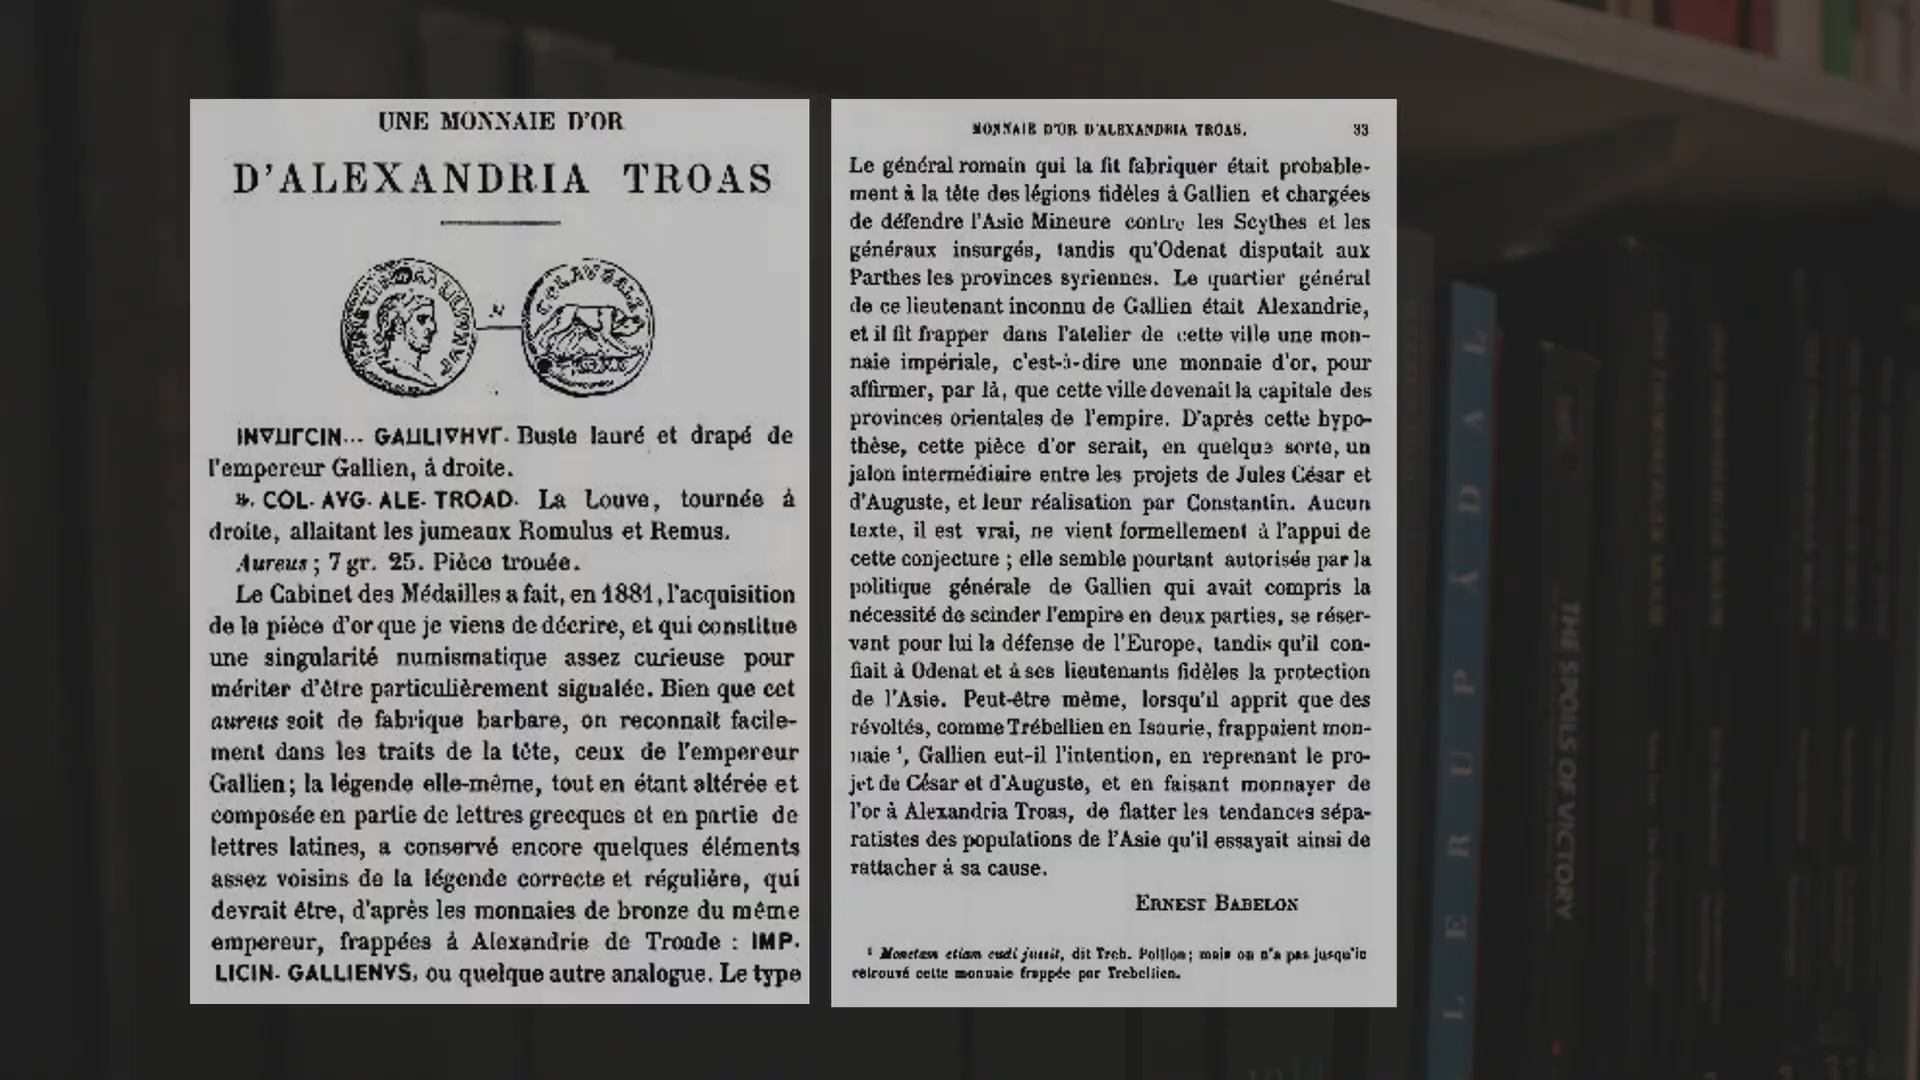 UNE MONNAIE D'OR
D'ALEXANDRIA TROAS
INVLIΓCIN... GALLIVHVΓ. Buste lauré et drapé de
l'empereur Gallien, à droite.
COL. AVG. ALE. TROAD. La Louve, tournée à
droite, allaitant les jumeaux Romulus et Remus.
Aureus; 7 gr. 25. Pièce trouée.
Le Cabinet des Médailles a fait, en 1881, l'acquisition
de la pièce d'or que je viens de décrire, et qui constitue
une singularité numismatique assez curieuse pour
mériter d'être particulièrement signalée. Bien que cet
aureus soit de fabrique barbare, on reconnaît facile-
ment dans les traits de la tête, ceux de l'empereur
Gallien; la légende elle-même, tout en étant altérée et
composée en partie de lettres grecques et en partie de
lettres latines, a conservé encore quelques éléments
assez voisins de la légende correcte et régulière, qui
devrait être, d'après les monnaies de bronze du même
empereur, frappées à Alexandrie de Troade : IMP.
LICIN. GALLIENVS, ou quelque autre analogue. Le type
MONNAIE D'OR D'ALEXANDRIA TROAS. 33
Le général romain qui la fit fabriquer était probable-
ment à la tête des légions fidèles à Gallien et chargées
de défendre l'Asie Mineure contre les Scythes et les
généraux insurgés, tandis qu'Odenat disputait aux
Parthes les provinces syriennes. Le quartier général
de ce lieutenant inconnu de Gallien était Alexandrie,
et il fit frapper dans l'atelier de cette ville une mon-
naie impériale, c'est-à-dire une monnaie d'or, pour
affirmer, par là, que cette ville devenait la capitale des
provinces orientales de l'empire. D'après cette hypo-
thèse, cette pièce d'or serait, en quelque sorte, un
jalon intermédiaire entre les projets de Jules César et
d'Auguste, et leur réalisation par Constantin. Aucun
texte, il est vrai, ne vient formellement à l'appui de
cette conjecture ; elle semble pourtant autorisée par la
politique générale de Gallien qui avait compris la
nécessité de scinder l'empire en deux parties, se réser-
vant pour lui la défense de l'Europe, tandis qu'il con-
fiait à Odenat et à ses lieutenants fidèles la protection
de l'Asie. Peut-être même, lorsqu'il apprit que des
révoltés, comme Trébellien en Isaurie, frappaient mon-
naie ¹, Gallien eut-il l'intention, en reprenant le pro-
jet de César et d'Auguste, et en faisant monnayer de
l'or à Alexandria Troas, de flatter les tendances sépa-
ratistes des populations de l'Asie qu'il essayait ainsi de
rattacher à sa cause.
ERNEST BABELON
¹ Monetam etiam cudi jussit, dit Treb. Pollion; mais on n'a pas jusqu'ici
retrouvé cette monnaie frappée par Trebellien.
LE RUPÀDAL
THE SPOILS OF VICTORY